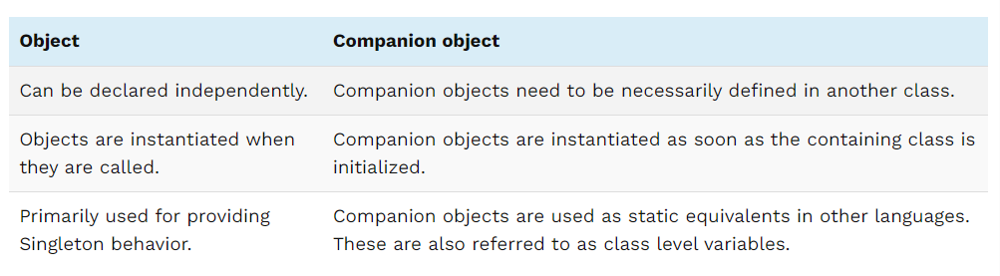 Object Companion object
Can be declared independently. Companion objects need to be necessarily defined in another class.
Objects are instantiated when Companion objects are instantiated as soon as the containing class is
they are called. initialized.
Primarily used for providing Companion objects are used as static equivalents in other languages.
Singleton behavior. These are also referred to as class level variables.